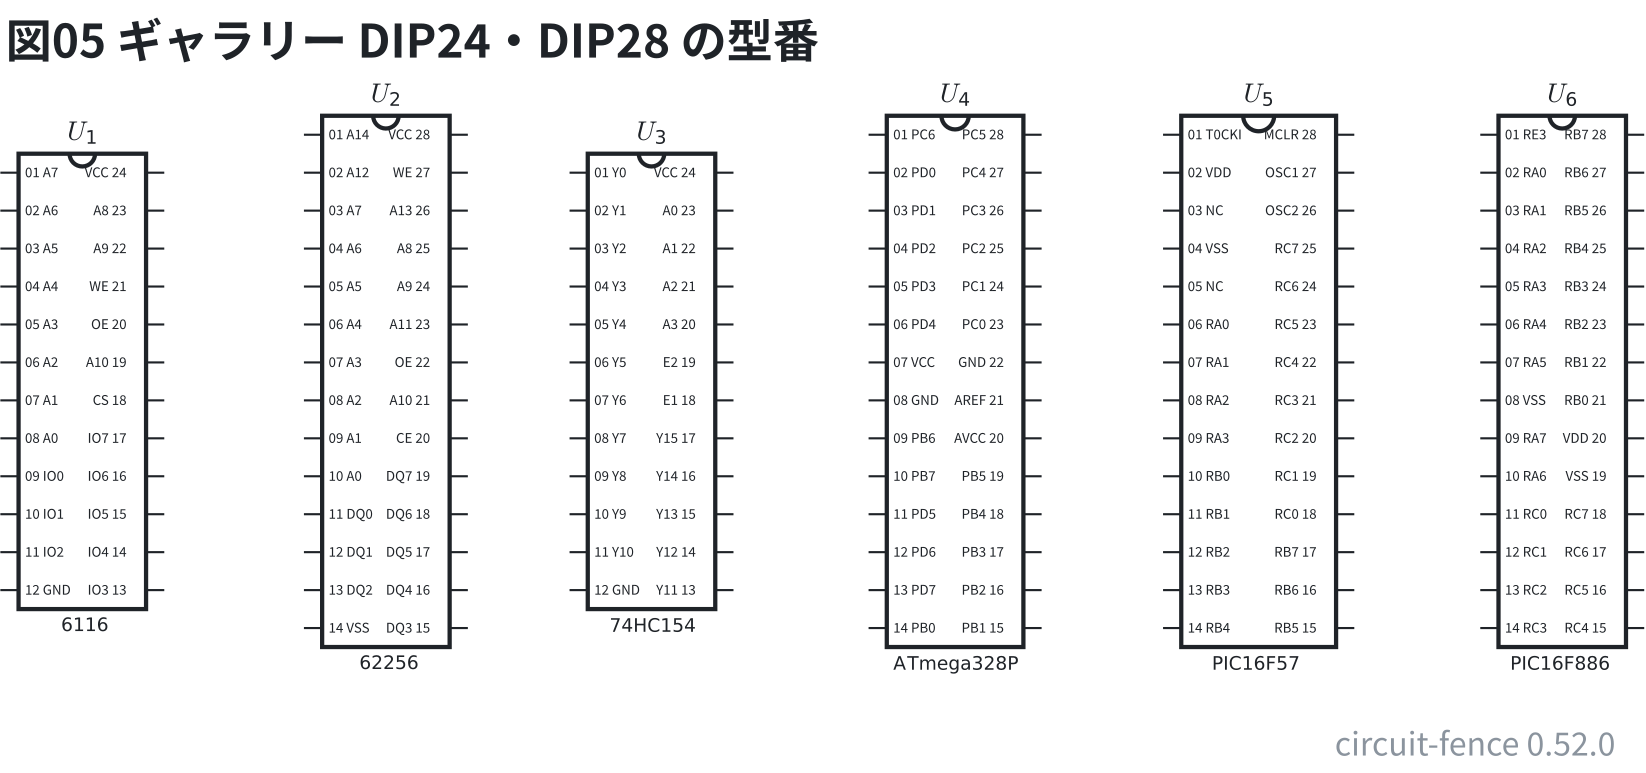 図05 ギャラリー DIP24・DIP28 の型番
U1
01 A7 VCC 24
02 A6 A8 23
03 A5 A9 22
04 A4 WE 21
05 A3 OE 20
06 A2 A10 19
07 A1 CS 18
08 A0 IO7 17
09 IO0 IO6 16
10 IO1 IO5 15
11 IO2 IO4 14
12 GND IO3 13
6116
U2
01 A14 VCC 28
02 A12 WE 27
03 A7 A13 26
04 A6 A8 25
05 A5 A9 24
06 A4 A11 23
07 A3 OE 22
08 A2 A10 21
09 A1 CE 20
10 A0 DQ7 19
11 DQ0 DQ6 18
12 DQ1 DQ5 17
13 DQ2 DQ4 16
14 VSS DQ3 15
62256
U3
01 Y0 VCC 24
02 Y1 A0 23
03 Y2 A1 22
04 Y3 A2 21
05 Y4 A3 20
06 Y5 E2 19
07 Y6 E1 18
08 Y7 Y15 17
09 Y8 Y14 16
10 Y9 Y13 15
11 Y10 Y12 14
12 GND Y11 13
74HC154
U4
01 PC6 PC5 28
02 PD0 PC4 27
03 PD1 PC3 26
04 PD2 PC2 25
05 PD3 PC1 24
06 PD4 PC0 23
07 VCC GND 22
08 GND AREF 21
09 PB6 AVCC 20
10 PB7 PB5 19
11 PD5 PB4 18
12 PD6 PB3 17
13 PD7 PB2 16
14 PB0 PB1 15
ATmega328P
U5
01 T0CKI MCLR 28
02 VDD OSC1 27
03 NC OSC2 26
04 VSS RC7 25
05 NC RC6 24
06 RA0 RC5 23
07 RA1 RC4 22
08 RA2 RC3 21
09 RA3 RC2 20
10 RB0 RC1 19
11 RB1 RC0 18
12 RB2 RB7 17
13 RB3 RB6 16
14 RB4 RB5 15
PIC16F57
U6
01 RE3 RB7 28
02 RA0 RB6 27
03 RA1 RB5 26
04 RA2 RB4 25
05 RA3 RB3 24
06 RA4 RB2 23
07 RA5 RB1 22
08 VSS RB0 21
09 RA7 VDD 20
10 RA6 VSS 19
11 RC0 RC7 18
12 RC1 RC6 17
13 RC2 RC5 16
14 RC3 RC4 15
PIC16F886
circuit-fence 0.52.0